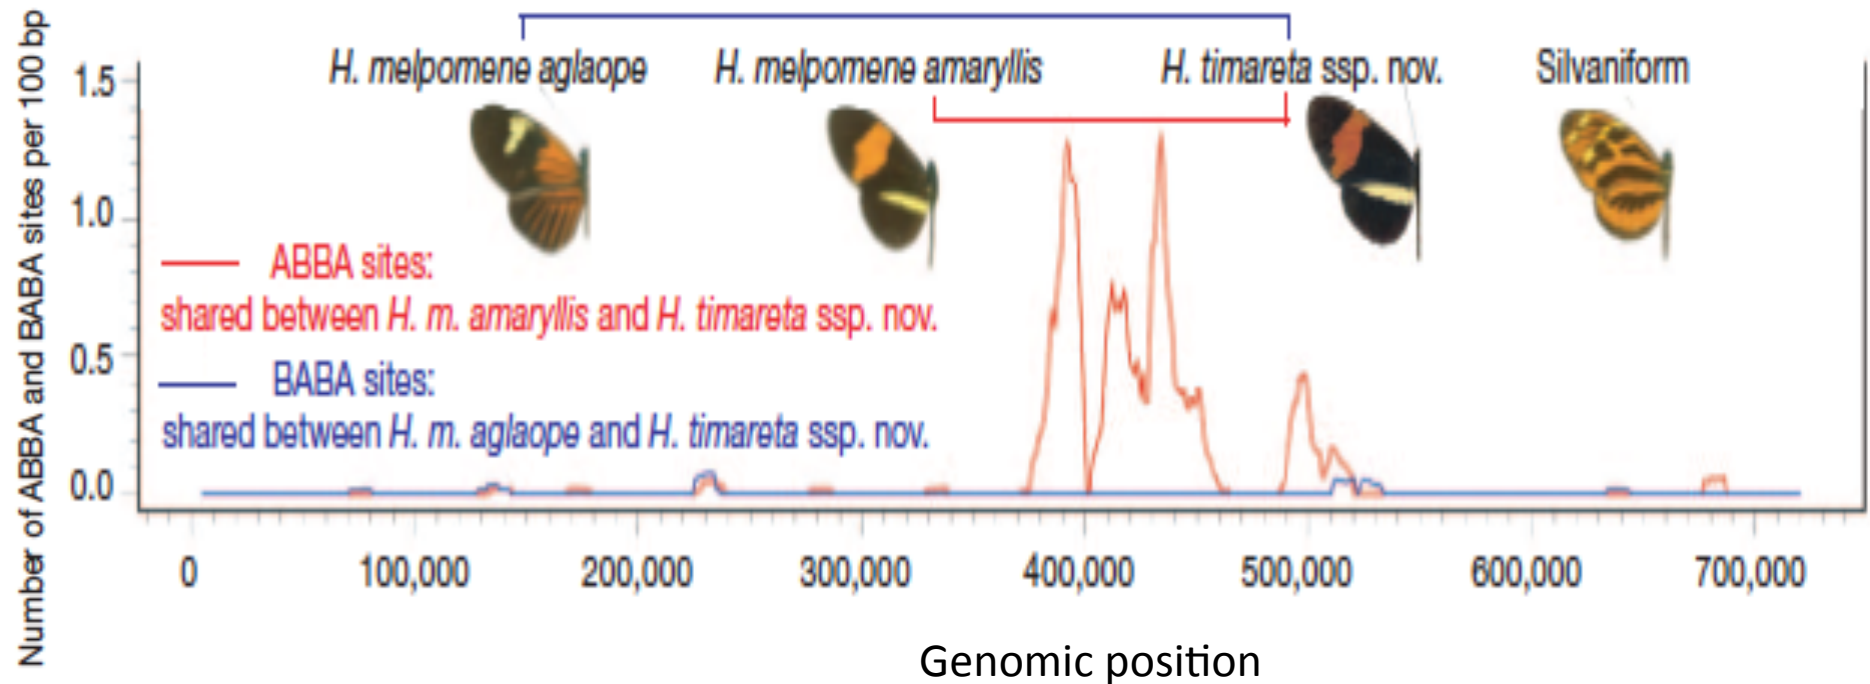 Number of ABBA and BABA sites per 100 bp
H. melpomene aglaope H. melpomene amaryllis H. timareta ssp. nov. Silvaniform
1.5
1.0
ABBA sites:
shared between H. m. amaryllis and H. timareta ssp. nov.
0.5
BABA sites:
shared between H. m. aglaope and H. timareta ssp. nov.
0.0
0 100,000 200,000 300,000 400,000 500,000 600,000 700,000
Genomic position